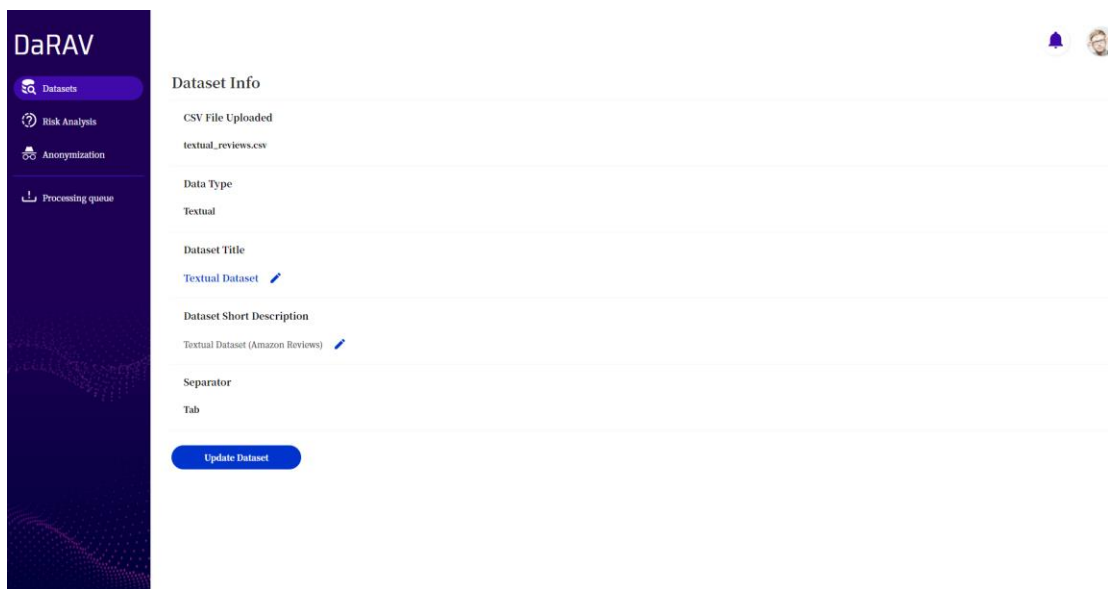 DaRAV
Datasets
Risk Analysis
Anonymization
Processing queue
Dataset Info
CSV File Uploaded
textual_reviews.csv
Data Type
Textual
Dataset Title
Textual Dataset
Dataset Short Description
Textual Dataset (Amazon Reviews)
Separator
Tab
Update Dataset